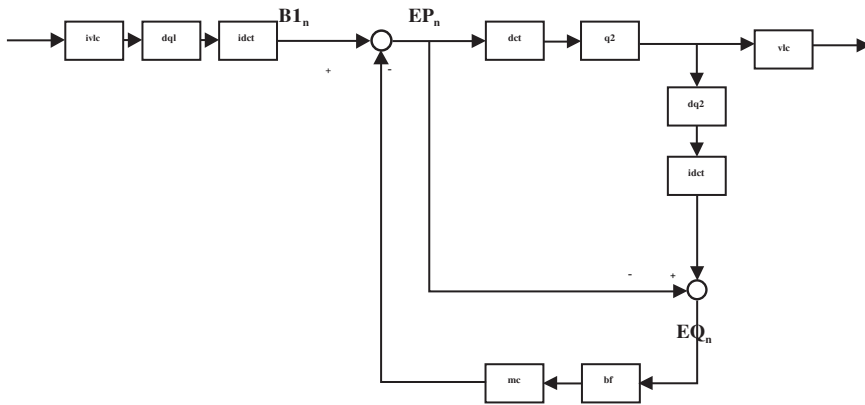 B1n EPn
ivlc dql idct dct q2 vlc
+ -
dq2
idct
- +
EQn
mc bf